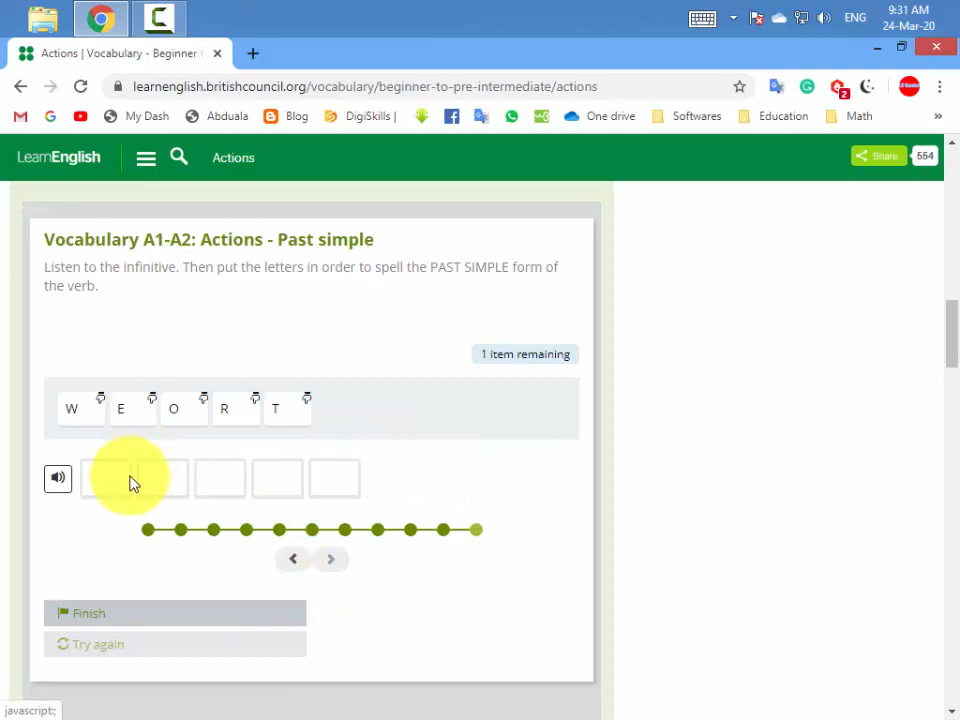 9:31 AM
ENG
24-Mar-20
Actions | Vocabulary - Beginner t
learnenglish.britishcouncil.org/vocabulary/beginner-to-pre-intermediate/actions
2
My Dash
Abduala
Blog
DigiSkills |
One drive
Softwares
Education
Math
»
LearnEnglish
Actions
Share
554
Vocabulary A1-A2: Actions - Past simple
Listen to the infinitive. Then put the letters in order to spell the PAST SIMPLE form of
the verb.
1 item remaining
W E O R T
Finish
Try again
javascript:;